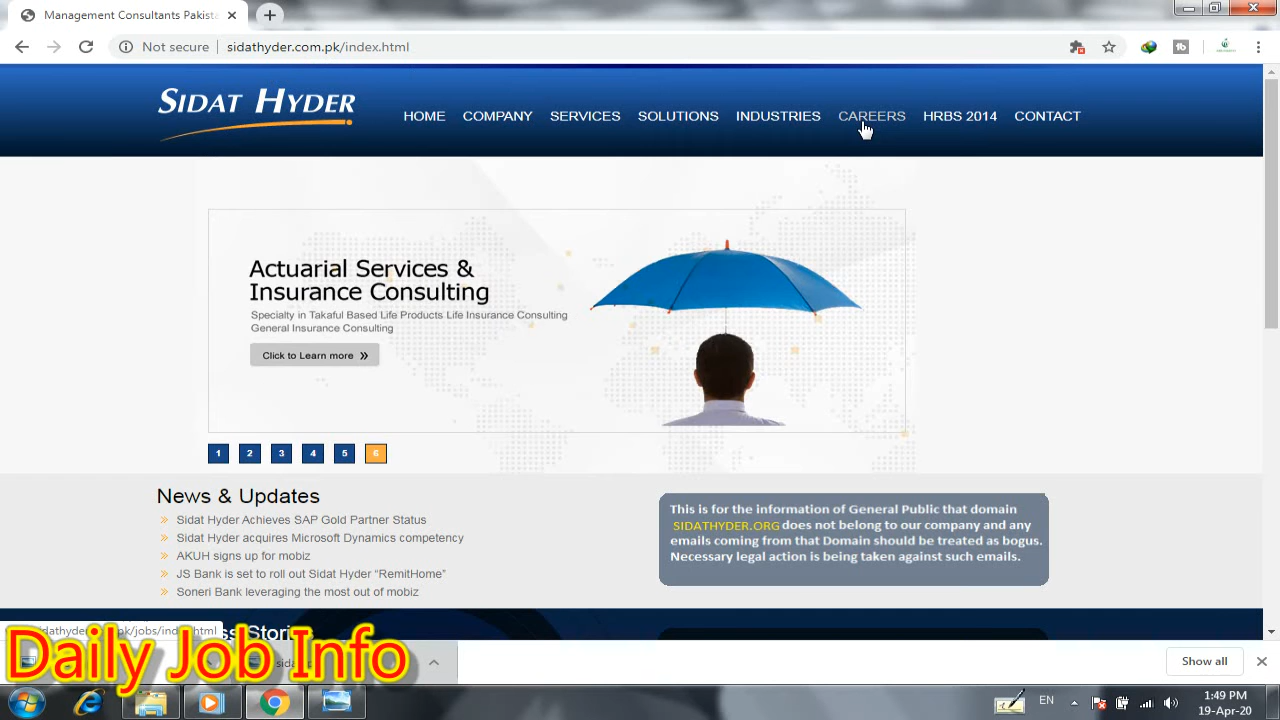 Management Consultants Pakista
Not secure
sidathyder.com.pk/index.html
SIDAT HYDER
HOME
COMPANY
SERVICES
SOLUTIONS
INDUSTRIES
CAREERS
HRBS 2014
CONTACT
Actuarial Services &
Insurance Consulting
Specialty in Takaful Based Life Products Life Insurance Consulting
General Insurance Consulting
Click to Learn more »
1 2 3 4 5 6
News & Updates
Sidat Hyder Achieves SAP Gold Partner Status
Sidat Hyder acquires Microsoft Dynamics competency
AKUH signs up for mobiz
JS Bank is set to roll out Sidat Hyder “RemitHome”
Soneri Bank leveraging the most out of mobiz
This is for the information of General Public that domain
SIDATHYDER.ORG does not belong to our company and any
emails coming from that Domain should be treated as bogus.
Necessary legal action is being taken against such emails.
Daily Job Info
Show all
EN
1:49 PM
19-Apr-20